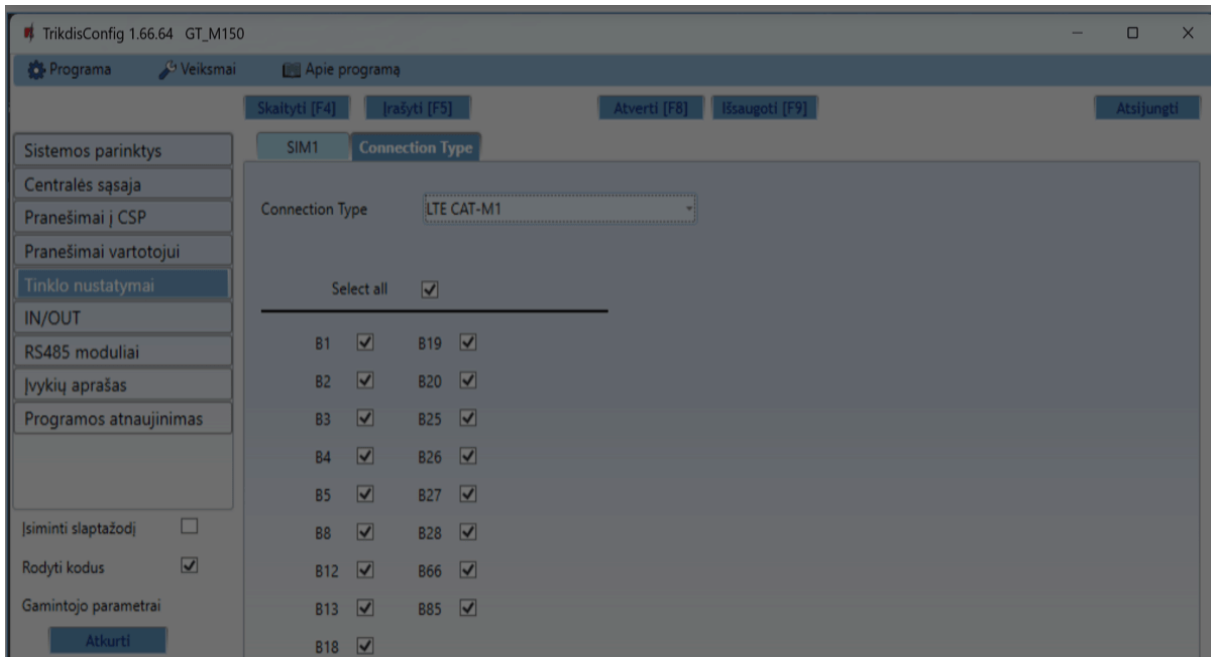 TrikdisConfig 1.66.64 GT_M150
Programa Veiksmai Apie programą
Skaityti [F4] Įrašyti [F5] Atverti [F8] Išsaugoti [F9] Atsijungti
Sistemos parinktys
Centralės sąsaja
Pranešimai į CSP
Pranešimai vartotojui
Tinklo nustatymai
IN/OUT
RS485 moduliai
Įvykių aprašas
Programos atnaujinimas
Įsiminti slaptažodį
Rodyti kodus
Gamintojo parametrai
Atkurti
SIM1 Connection Type
Connection Type LTE CAT-M1
Select all
B1 B19
B2 B20
B3 B25
B4 B26
B5 B27
B8 B28
B12 B66
B13 B85
B18